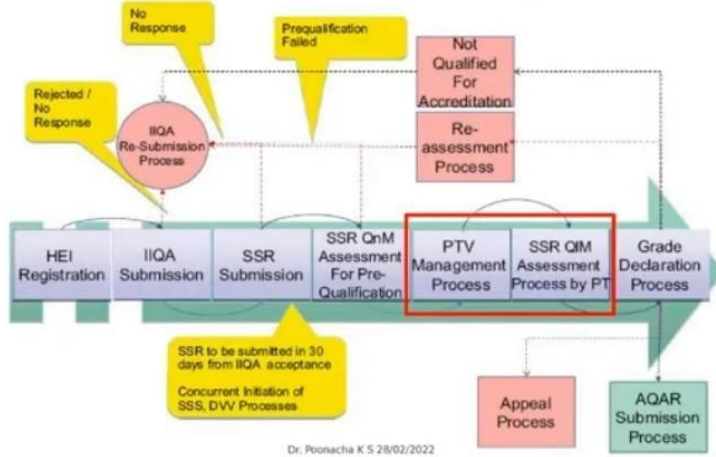 No
Response
Prequalification
Failed
Not
Qualified
For
Accreditation
Rejected /
No
Response
IIQA
Re-Submission
Process
Re-
assessment
Process
HEI
Registration
IIQA
Submission
SSR
Submission
SSR QnM
Assessment
For Pre-
Qualification
PTV
Management
Process
SSR QlM
Assessment
Process by PT
Grade
Declaration
Process
SSR to be submitted in 30
days from IIQA acceptance
Concurrent Initiation of
SSS, DVV Processes
Appeal
Process
AQAR
Submission
Process
Dr. Poonacha K S 28/02/2022